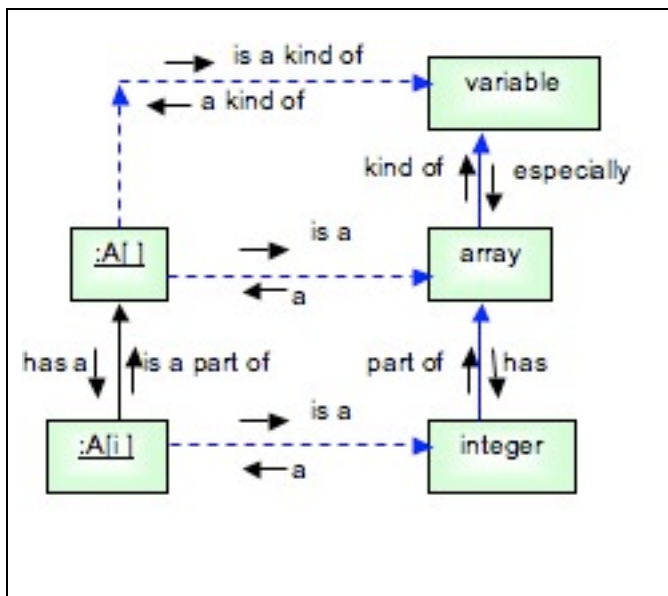 is a kind of
variable
a kind of
kind of
especially
is a
:A[ ]
array
a
has a
is a part of
part of
has
is a
:A[i ]
integer
a